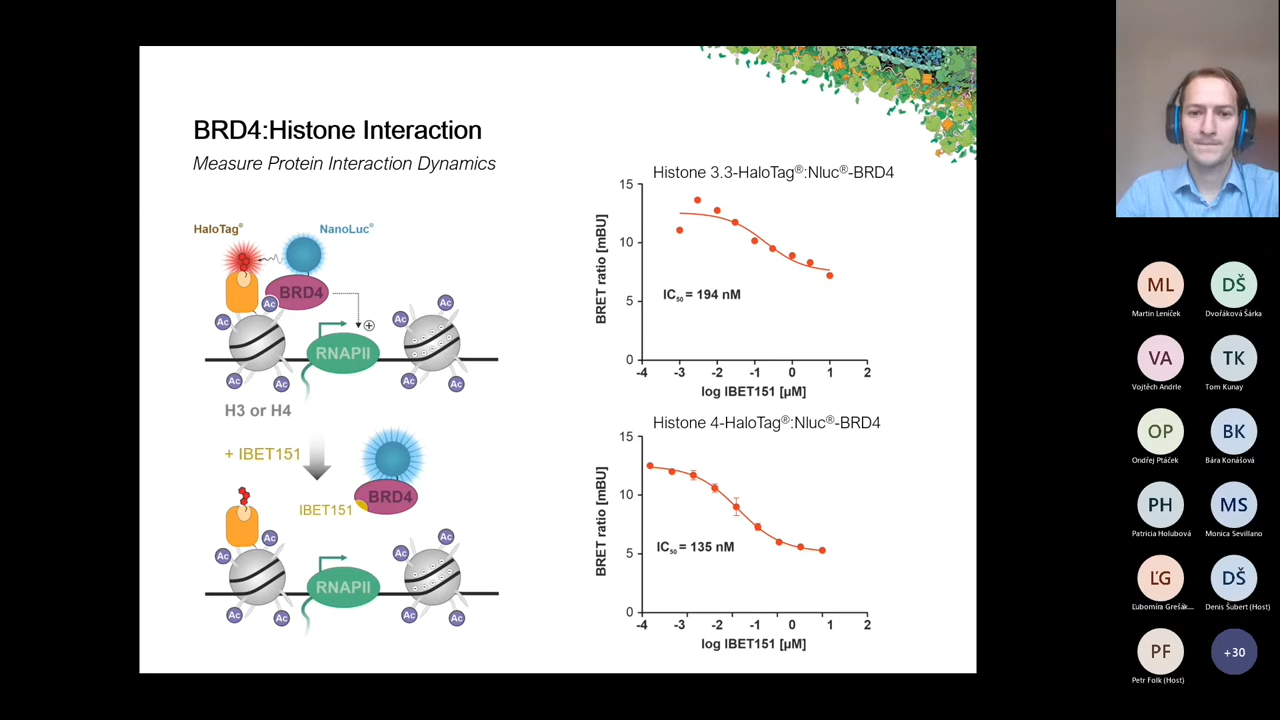 BRD4:Histone Interaction
Measure Protein Interaction Dynamics
HaloTag®
NanoLuc®
BRD4
Ac
Ac
Ac
Ac
+
RNAPII
Ac
Ac
Ac
Ac
H3 or H4
+ IBET151
BRD4
IBET151
Ac
Ac
Ac
Ac
RNAPII
Ac
Ac
Ac
Ac
Histone 3.3-HaloTag®:Nluc®-BRD4
15
10
5
0
BRET ratio [mBU]
IC50 = 194 nM
-4 -3 -2 -1 0 1 2
log IBET151 [µM]
Histone 4-HaloTag®:Nluc®-BRD4
15
10
5
0
BRET ratio [mBU]
IC50 = 135 nM
-4 -3 -2 -1 0 1 2
log IBET151 [µM]
ML
Martin Leníček
DŠ
Dvořáková Šárka
VA
Vojtěch Andrle
TK
Tom Kunay
OP
Ondřej Ptáček
BK
Bára Konášová
PH
Patricia Holubová
MS
Monica Sevillano
ĽG
Ľubomíra Grešák...
DŠ
Denis Šubert (Host)
PF
Petr Folk (Host)
+30